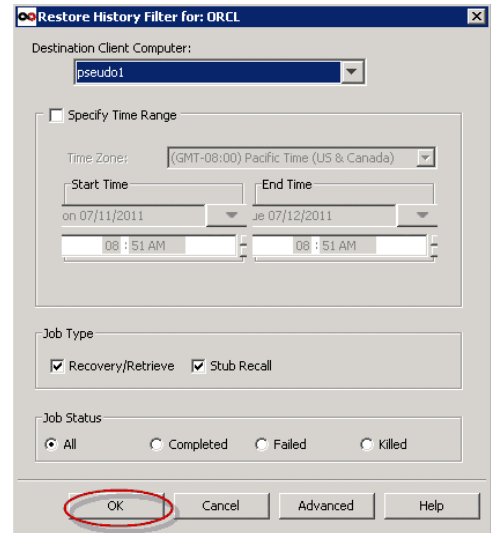 Restore History Filter for: ORCL
Destination Client Computer:
pseudo1
Specify Time Range
Time Zone: (GMT-08:00) Pacific Time (US & Canada)
Start Time End Time
on 07/11/2011 ue 07/12/2011
08 : 51 AM 08 : 51 AM
Job Type
Recovery/Retrieve Stub Recall
Job Status
All Completed Failed Killed
OK Cancel Advanced Help